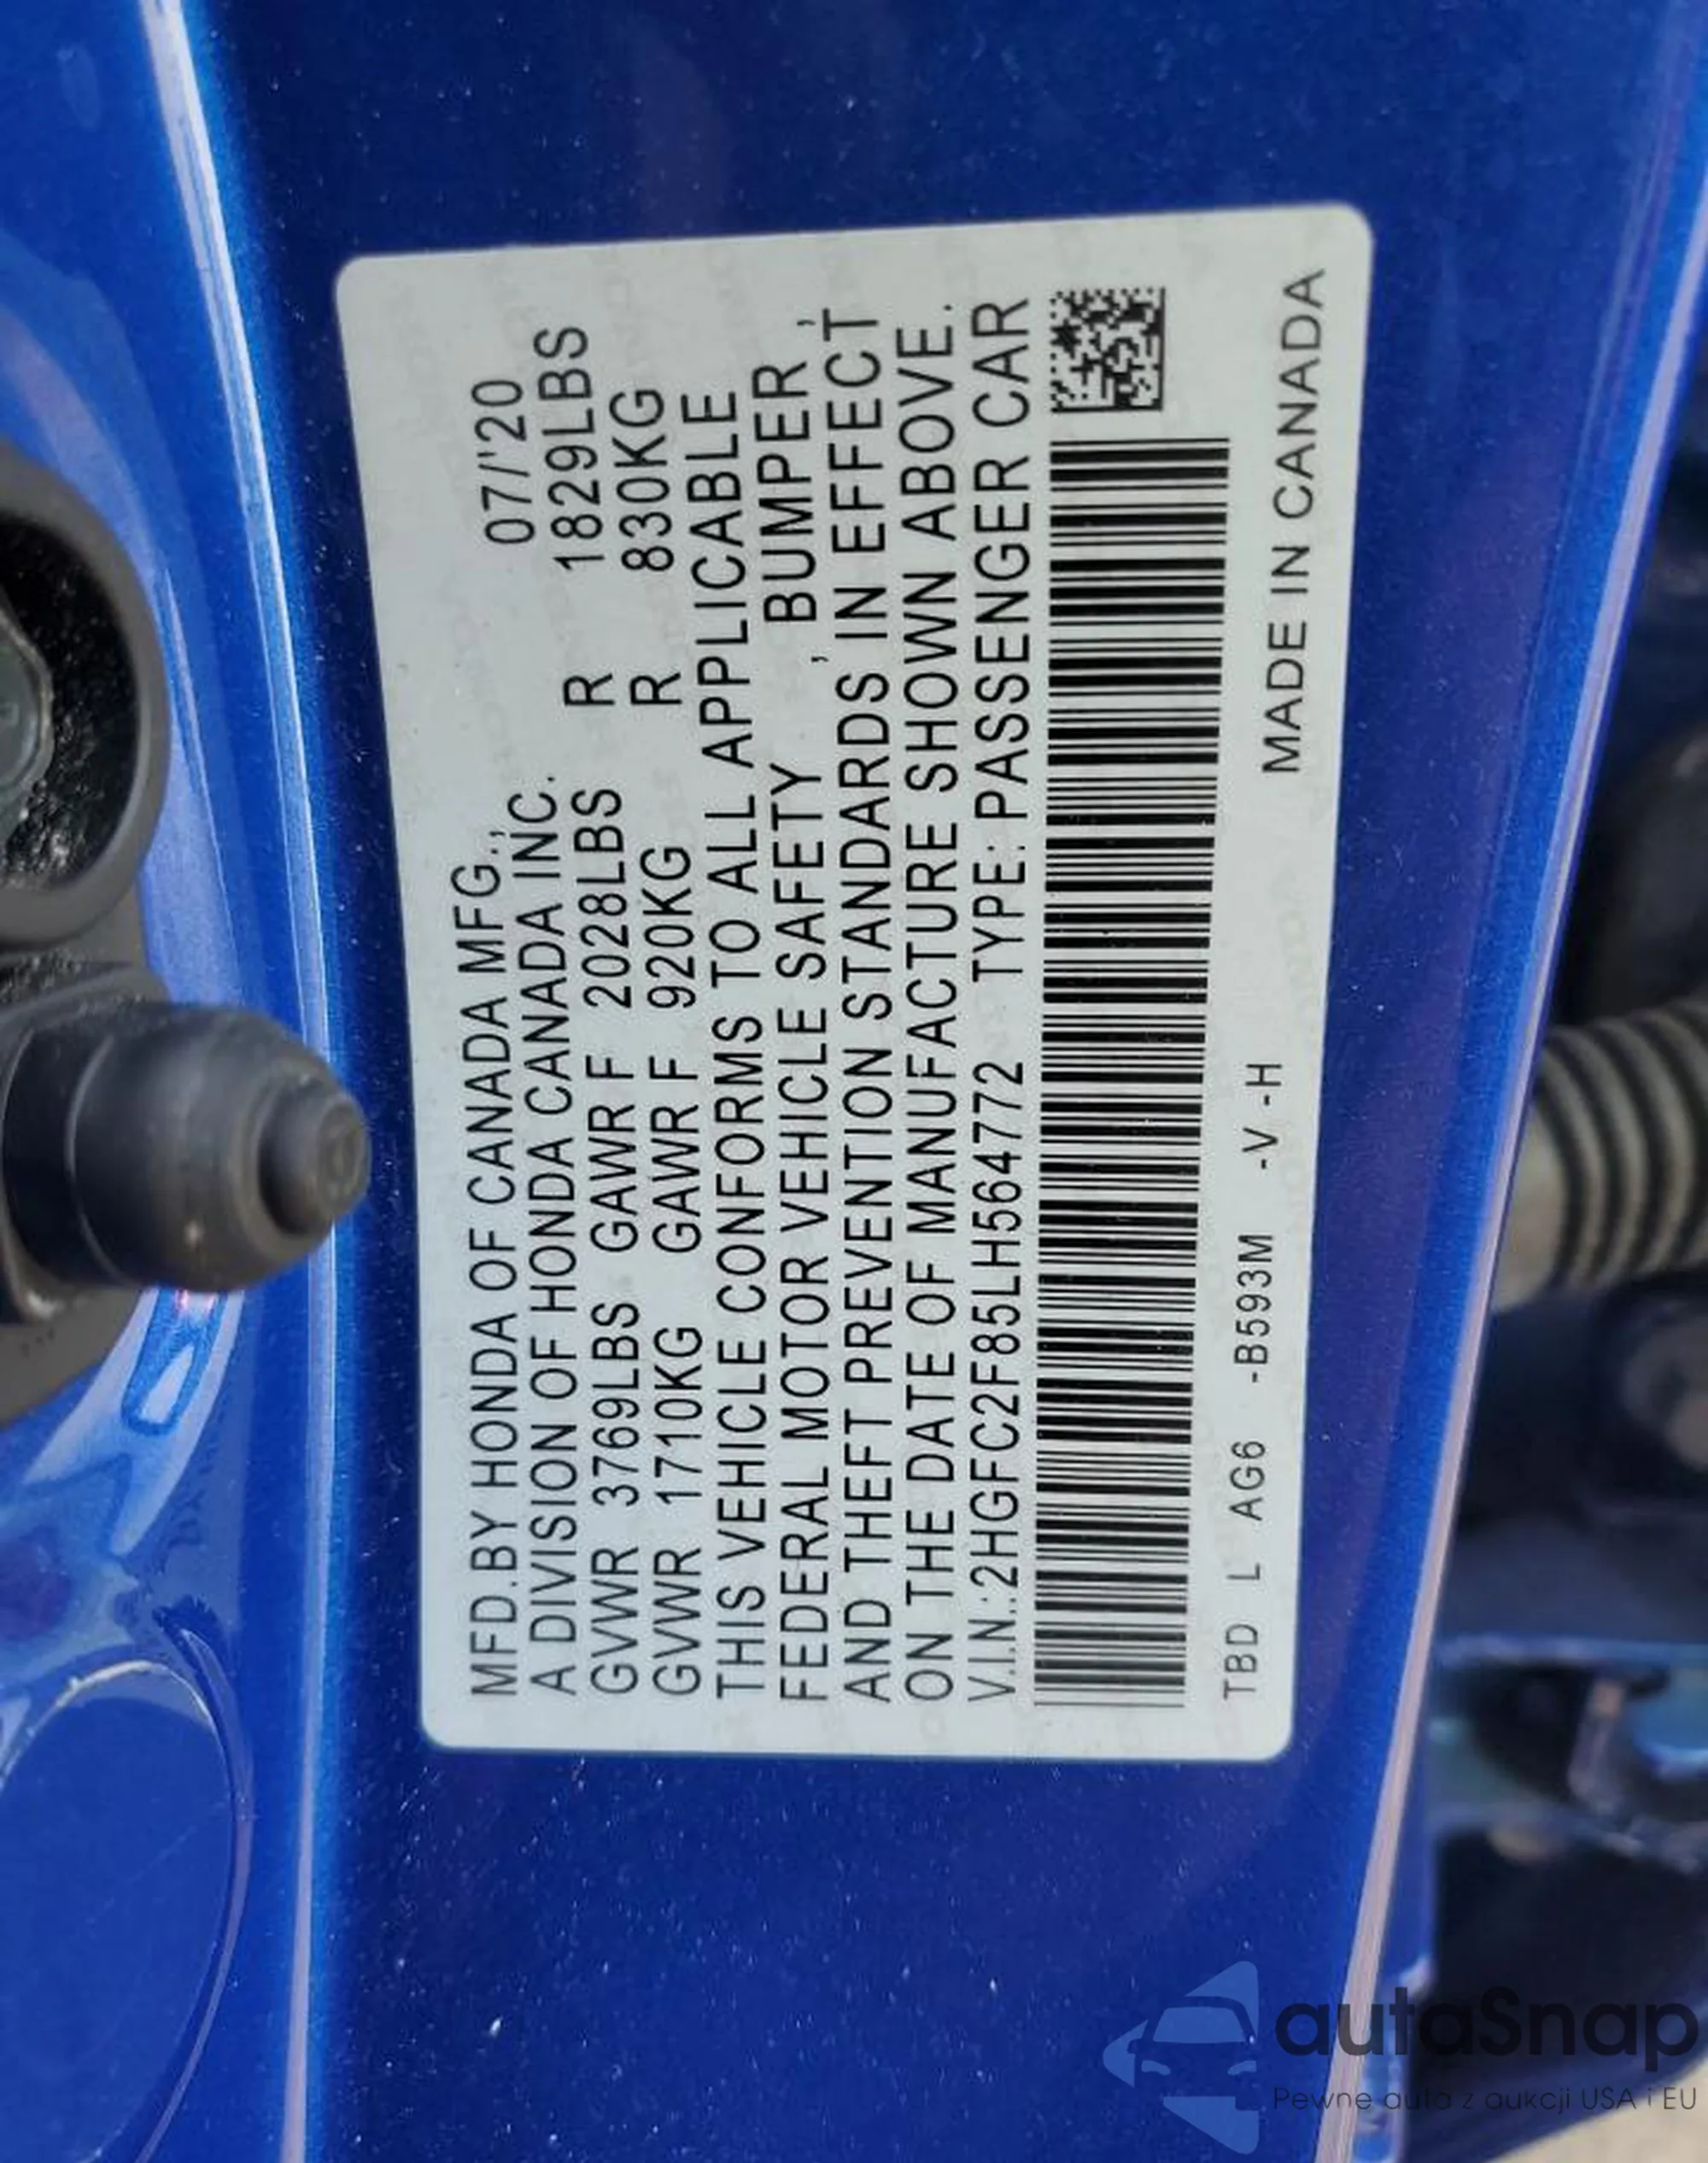 MFD.BY HONDA OF CANADA MFG., 07/'20
A DIVISION OF HONDA CANADA INC.
GVWR 3769LBS GAWR F 2028LBS R 1829LBS
GVWR 1710KG GAWR F 920KG R 830KG
THIS VEHICLE CONFORMS TO ALL APPLICABLE
FEDERAL MOTOR VEHICLE SAFETY , BUMPER ,
AND THEFT PREVENTION STANDARDS IN EFFECT
ON THE DATE OF MANUFACTURE SHOWN ABOVE.
V.I.N.:2HGFC2F85LH564772 TYPE: PASSENGER CAR
TBD L AG6 -B593M -V -H MADE IN CANADA
autaSnap
Pewne auta z aukcji USA i EU